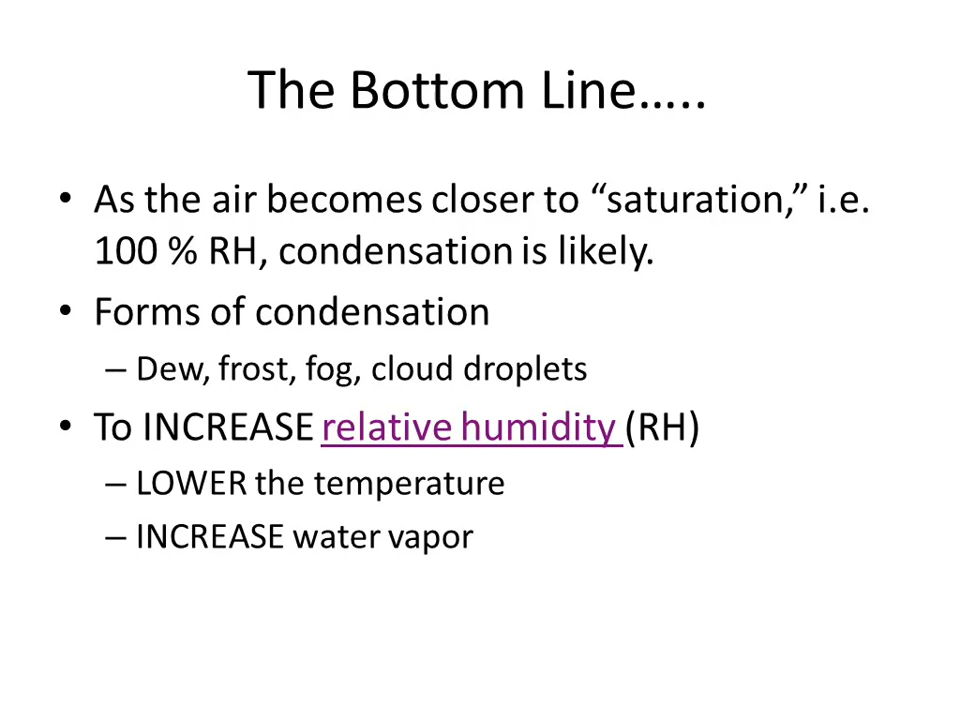 The Bottom Line…..
• As the air becomes closer to “saturation,” i.e.
100 % RH, condensation is likely.
• Forms of condensation
– Dew, frost, fog, cloud droplets
• To INCREASE relative humidity (RH)
– LOWER the temperature
– INCREASE water vapor